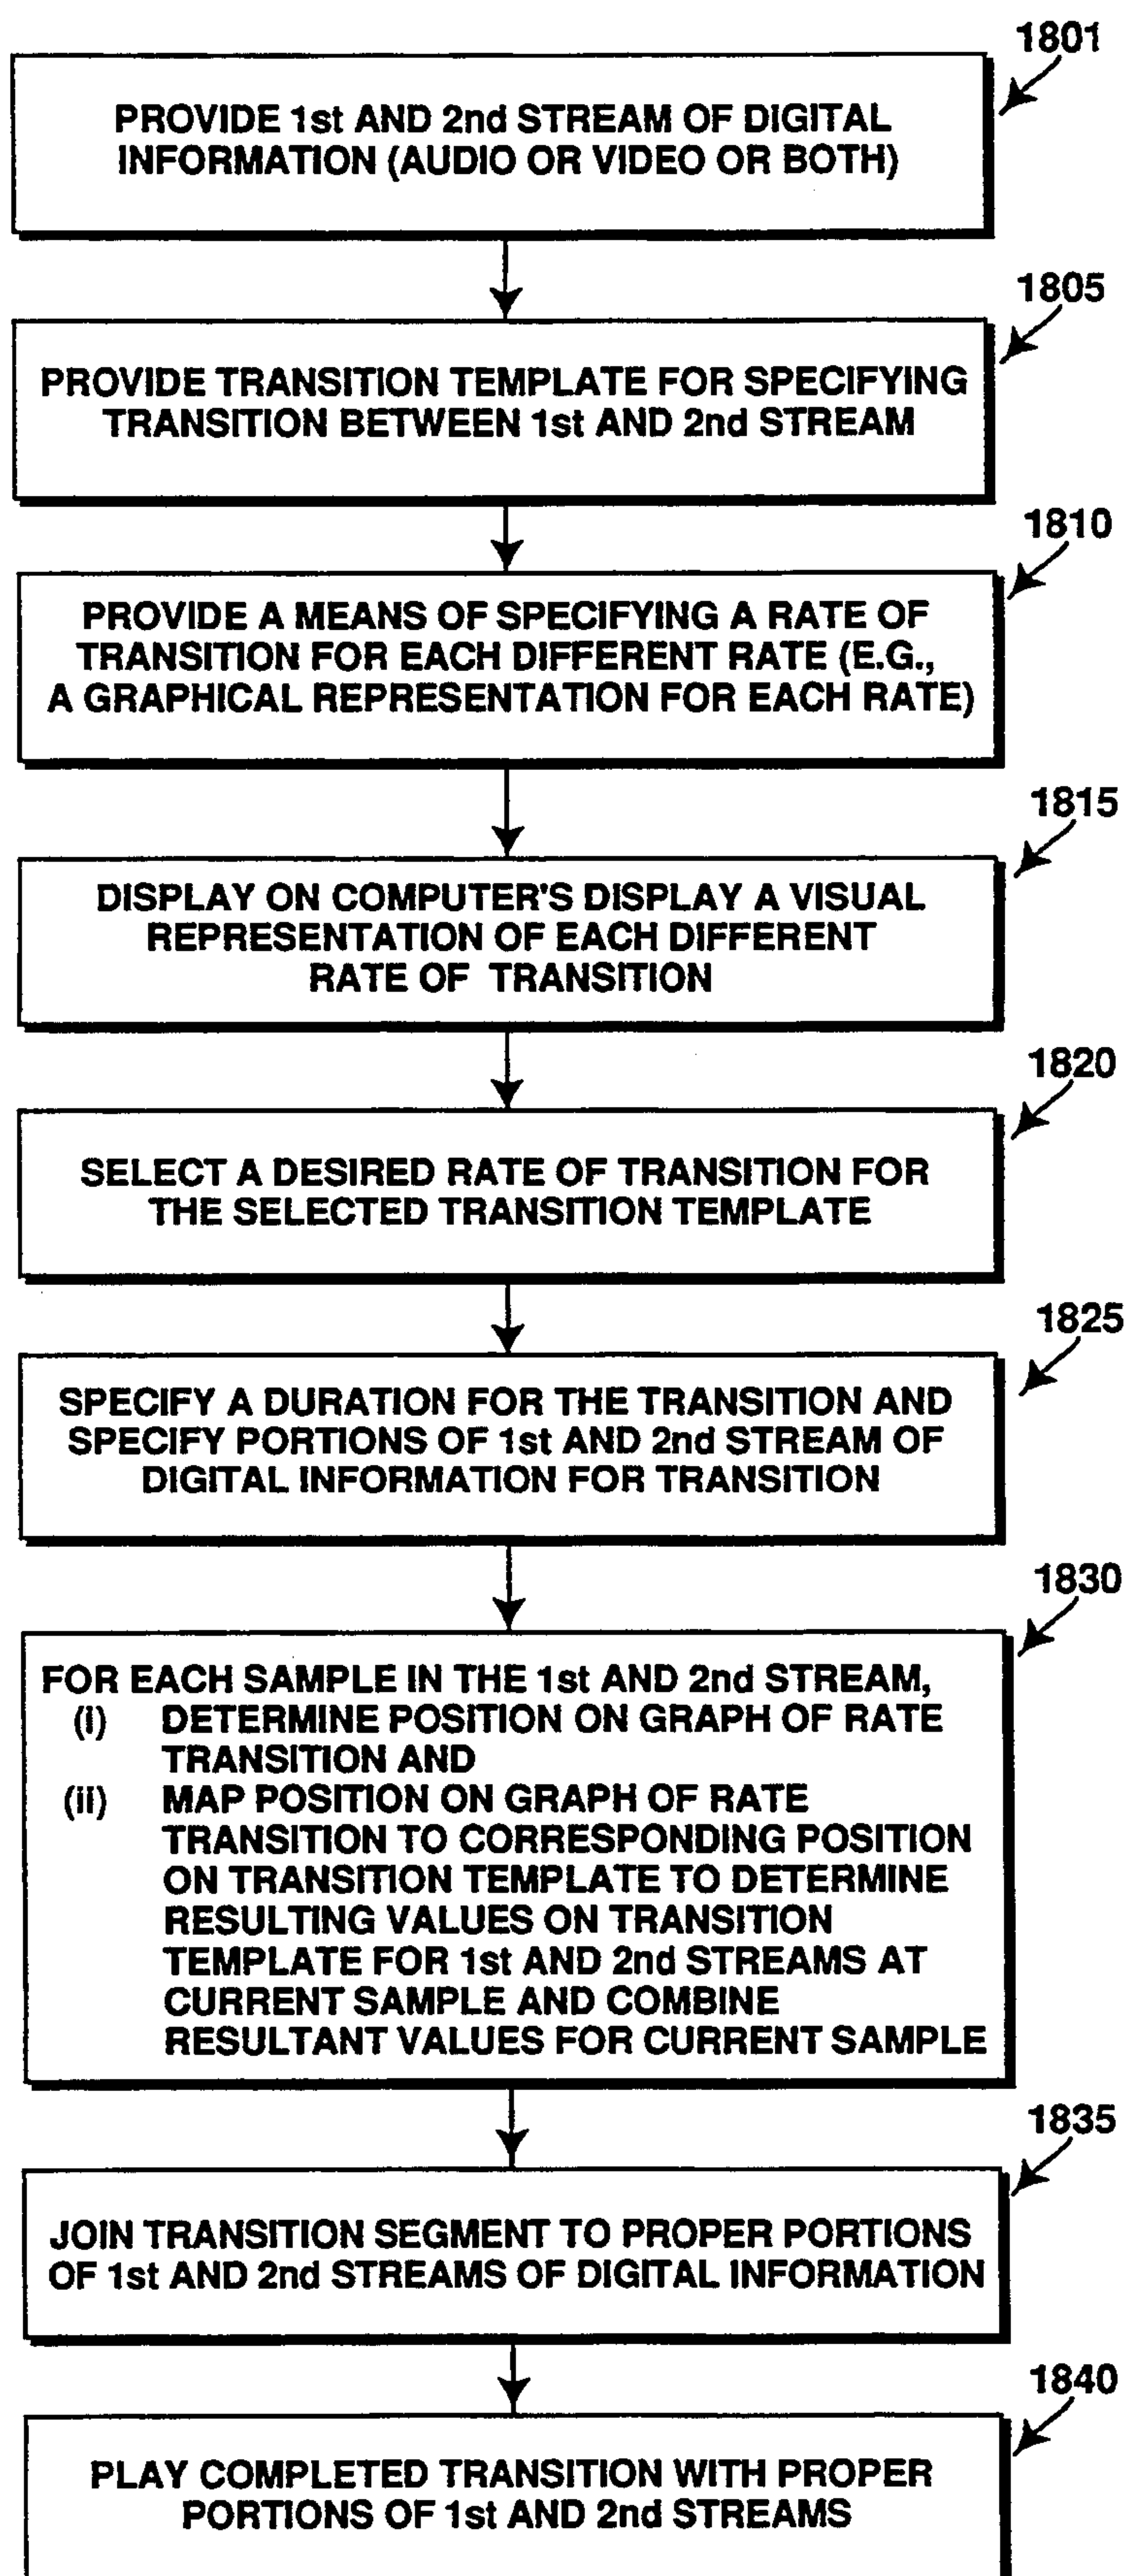 1801
PROVIDE 1st AND 2nd STREAM OF DIGITAL
INFORMATION (AUDIO OR VIDEO OR BOTH)
1805
PROVIDE TRANSITION TEMPLATE FOR SPECIFYING
TRANSITION BETWEEN 1st AND 2nd STREAM
1810
PROVIDE A MEANS OF SPECIFYING A RATE OF
TRANSITION FOR EACH DIFFERENT RATE (E.G.,
A GRAPHICAL REPRESENTATION FOR EACH RATE)
1815
DISPLAY ON COMPUTER'S DISPLAY A VISUAL
REPRESENTATION OF EACH DIFFERENT
RATE OF TRANSITION
1820
SELECT A DESIRED RATE OF TRANSITION FOR
THE SELECTED TRANSITION TEMPLATE
1825
SPECIFY A DURATION FOR THE TRANSITION AND
SPECIFY PORTIONS OF 1st AND 2nd STREAM OF
DIGITAL INFORMATION FOR TRANSITION
1830
FOR EACH SAMPLE IN THE 1st AND 2nd STREAM,
(i) DETERMINE POSITION ON GRAPH OF RATE
TRANSITION AND
(ii) MAP POSITION ON GRAPH OF RATE
TRANSITION TO CORRESPONDING POSITION
ON TRANSITION TEMPLATE TO DETERMINE
RESULTING VALUES ON TRANSITION
TEMPLATE FOR 1st AND 2nd STREAMS AT
CURRENT SAMPLE AND COMBINE
RESULTANT VALUES FOR CURRENT SAMPLE
1835
JOIN TRANSITION SEGMENT TO PROPER PORTIONS
OF 1st AND 2nd STREAMS OF DIGITAL INFORMATION
1840
PLAY COMPLETED TRANSITION WITH PROPER
PORTIONS OF 1st AND 2nd STREAMS